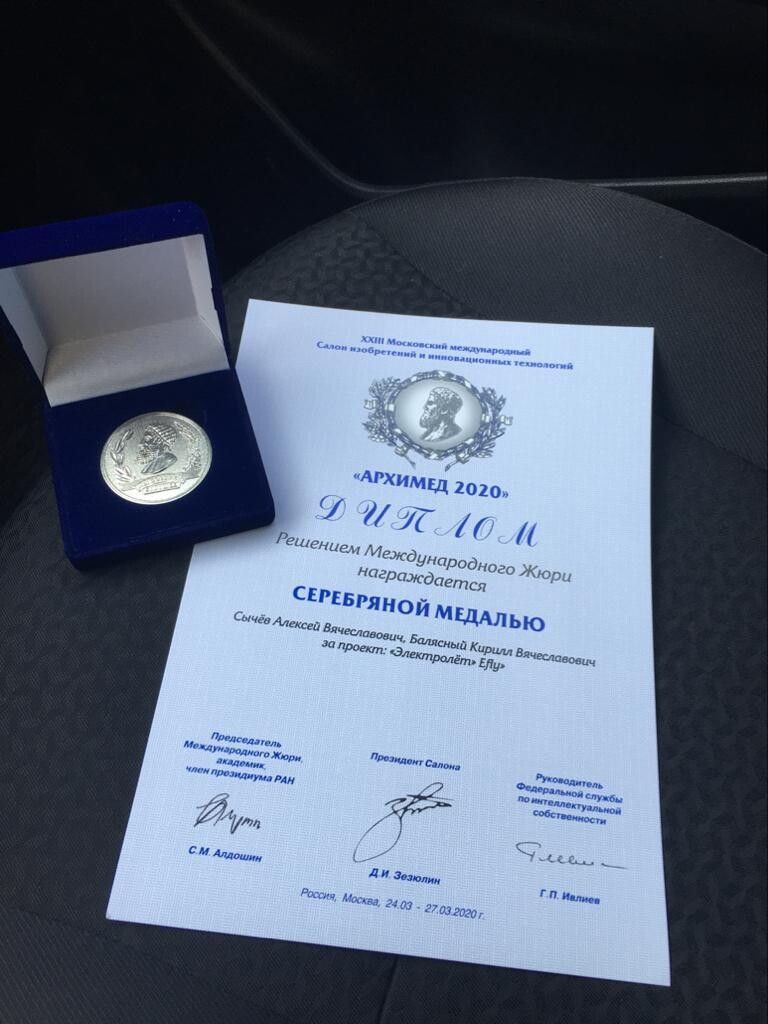 XXIII Московский международный
Салон изобретений и инновационных технологий
«АРХИМЕД 2020»
ДИПЛОМ
Решением Международного Жюри
награждается
СЕРЕБРЯНОЙ МЕДАЛЬЮ
Сычёв Алексей Вячеславович, Балясный Кирилл Вячеславович
за проект: «Электролёт» Efly»
Председатель
Международного Жюри,
академик,
член президиума РАН
С.М. Алдошин
Президент Салона
Д.И. Зезюлин
Руководитель
Федеральной службы
по интеллектуальной
собственности
Г.П. Ивлиев
Россия, Москва, 24.03 - 27.03.2020 г.